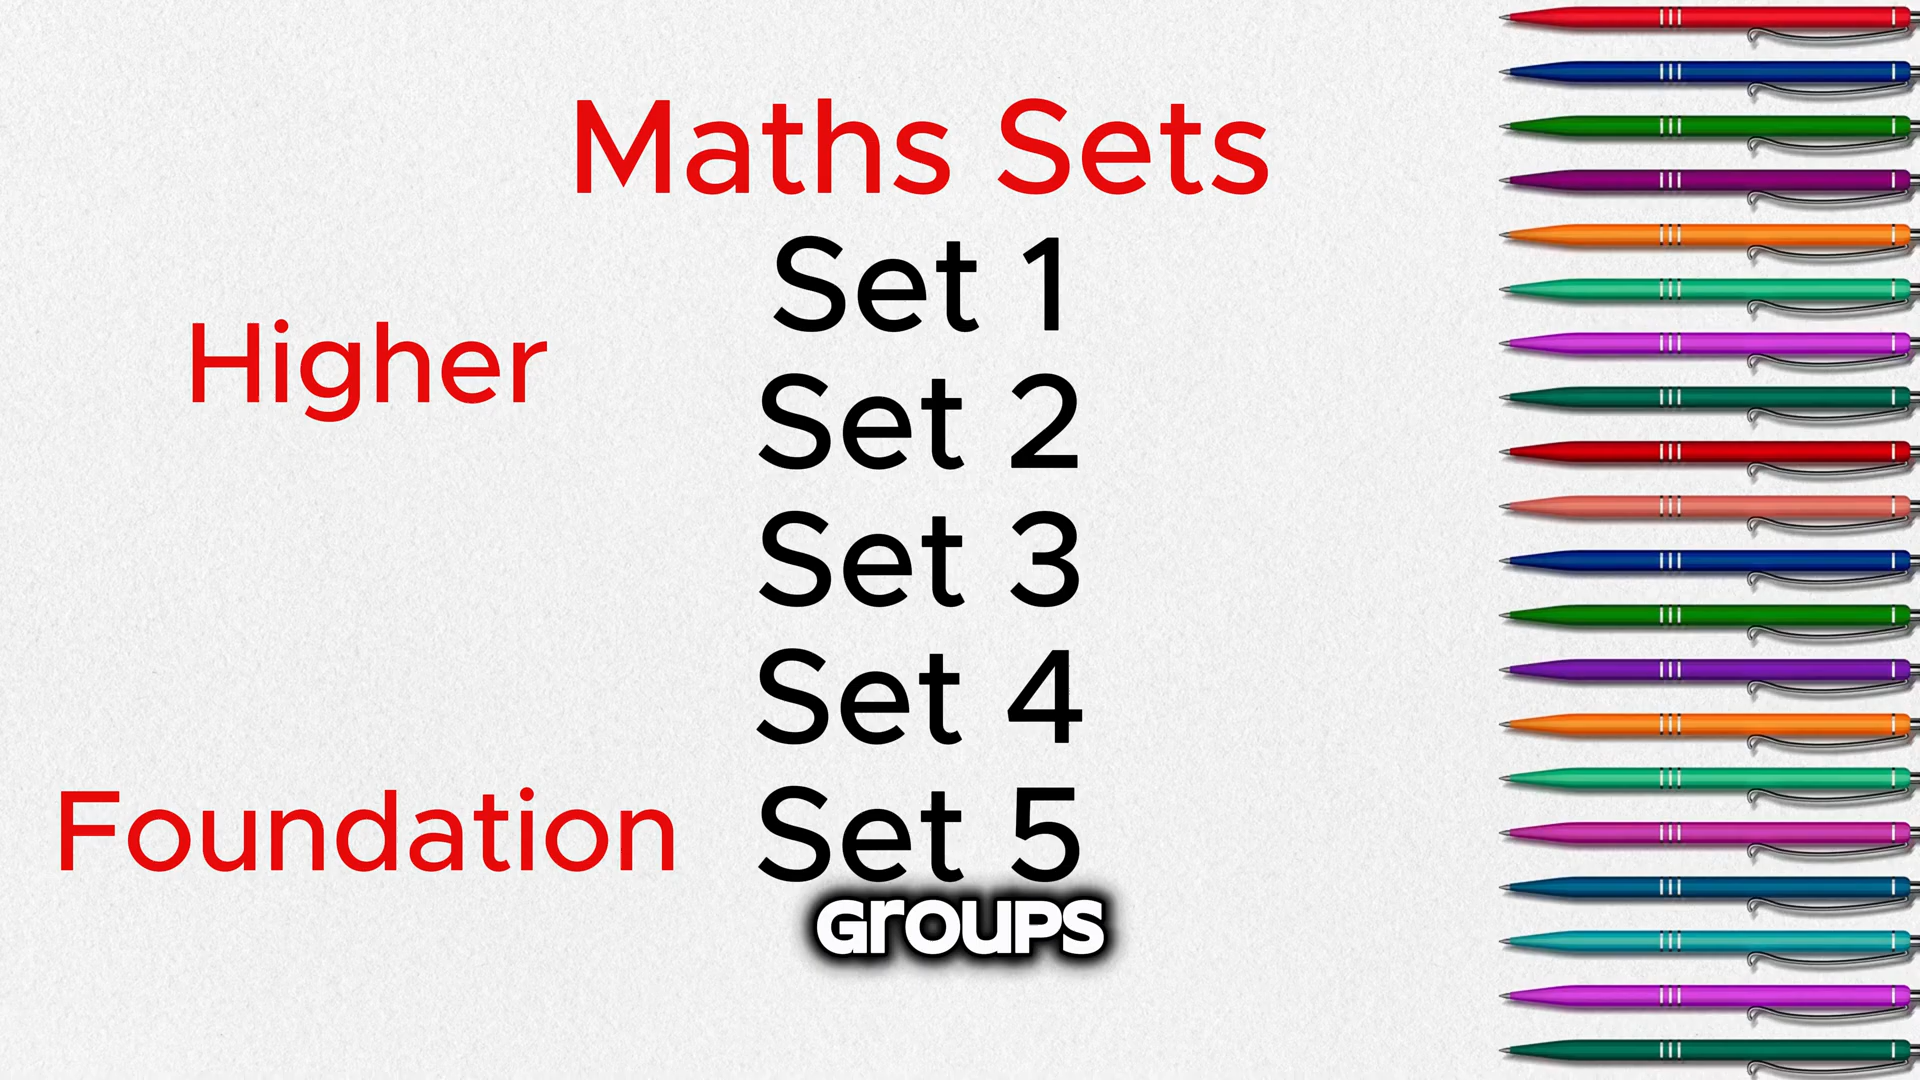 Maths Sets
Set 1
Higher
Set 2
Set 3
Set 4
Foundation Set 5
GrOUPS